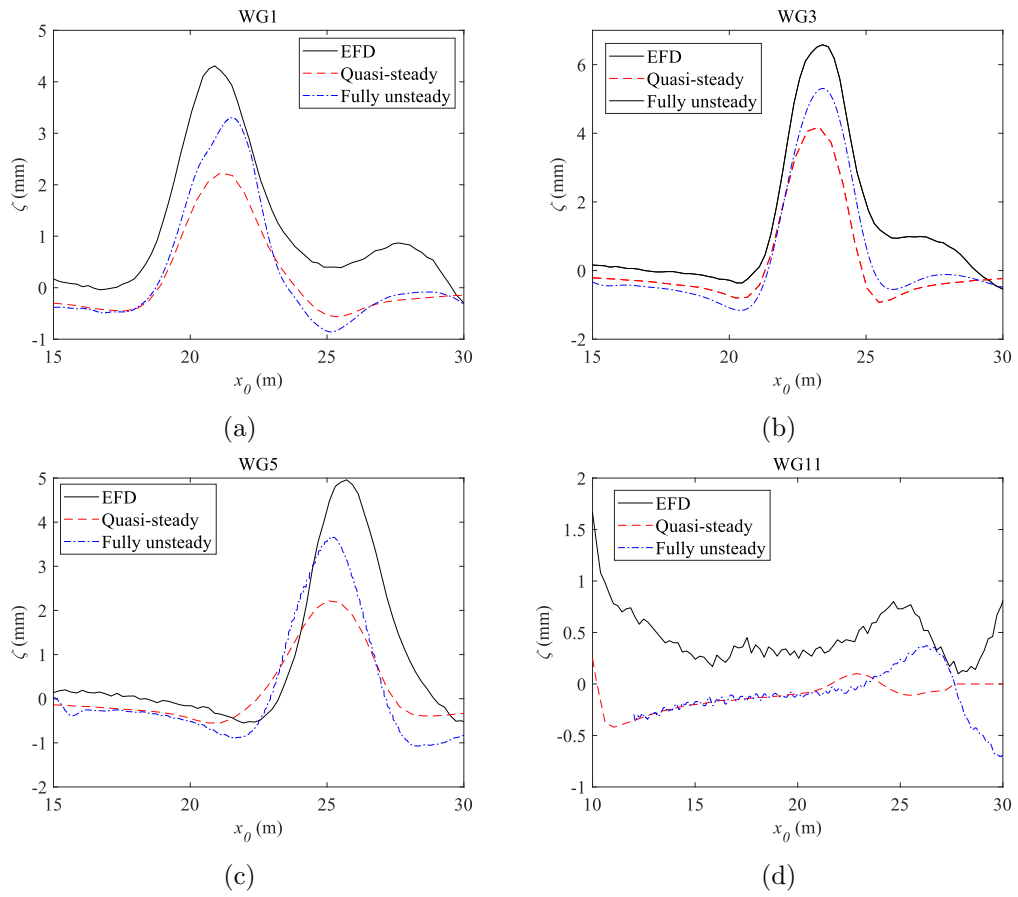 WG1
5
4
3
2
1
0
-1
ζ (mm)
15
20
25
30
x0 (m)
EFD
Quasi-steady
Fully unsteady
(a)
WG3
6
4
2
0
-2
ζ (mm)
15
20
25
30
x0 (m)
EFD
Quasi-steady
Fully unsteady
(b)
WG5
5
4
3
2
1
0
-1
-2
ζ (mm)
15
20
25
30
x0 (m)
EFD
Quasi-steady
Fully unsteady
(c)
WG11
2
1.5
1
0.5
0
-0.5
-1
ζ (mm)
10
15
20
25
30
x0 (m)
EFD
Quasi-steady
Fully unsteady
(d)